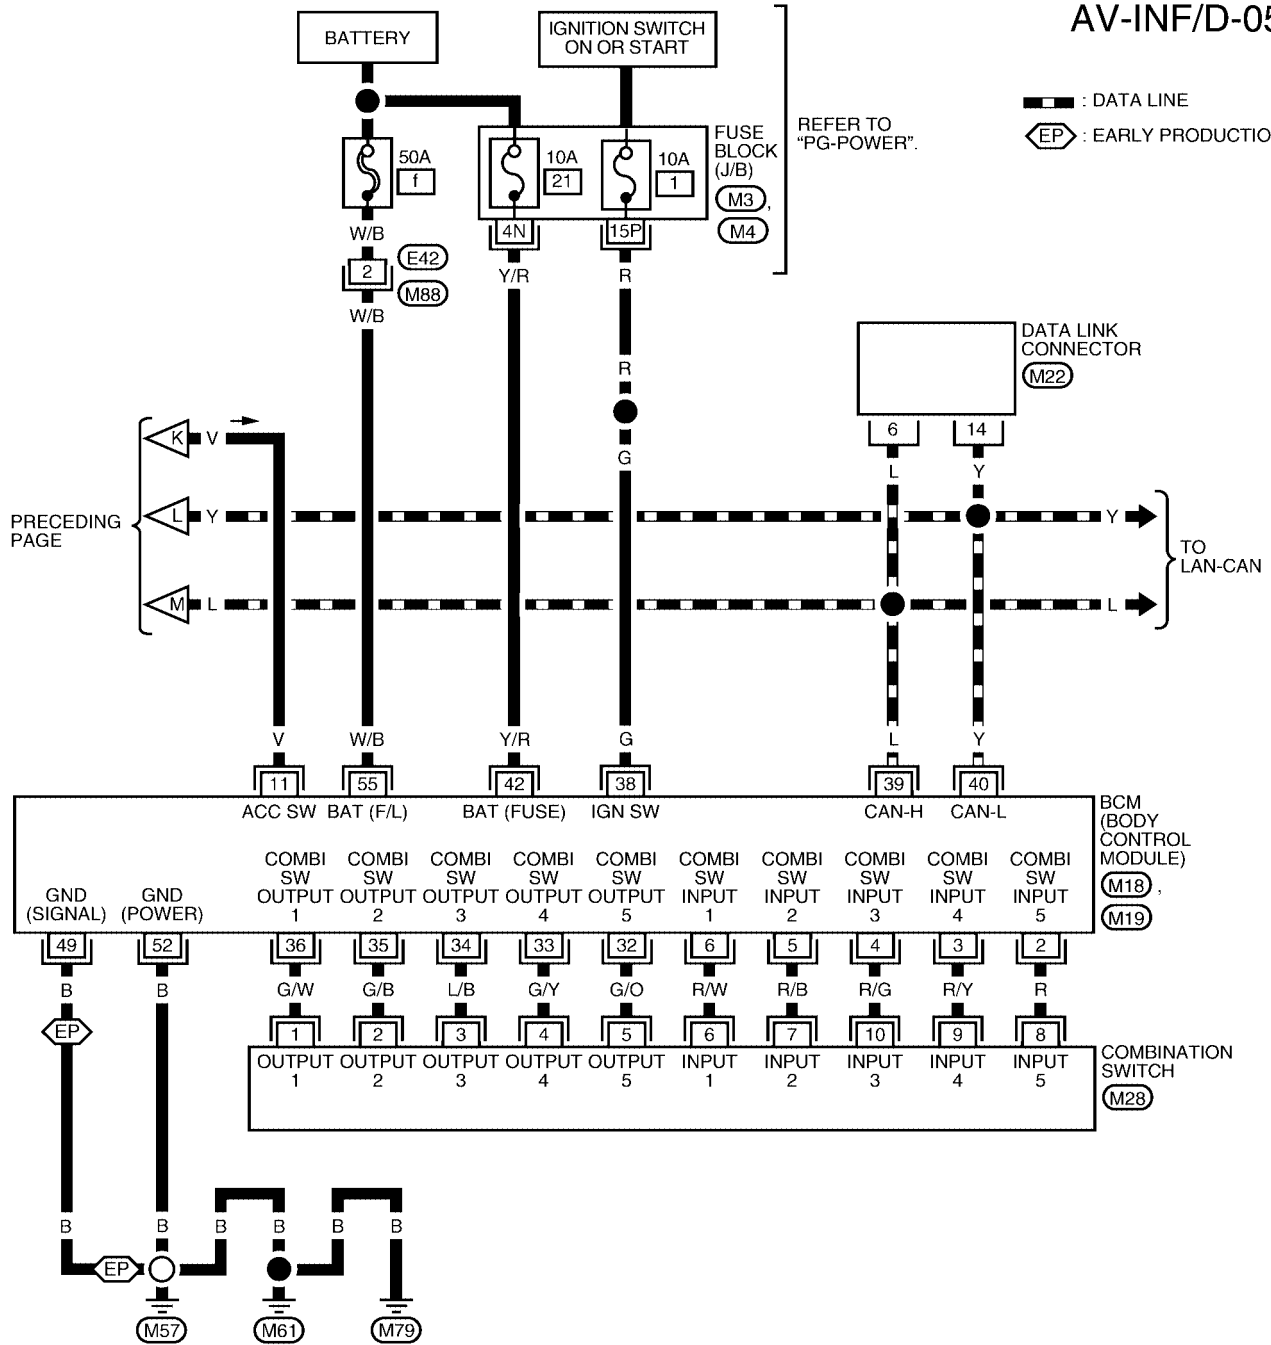 AV-INF/D-05
BATTERY
IGNITION SWITCH
ON OR START
: DATA LINE
EP : EARLY PRODUCTIO
REFER TO
"PG-POWER".
50A
f
10A
21
10A
1
FUSE
BLOCK
(J/B)
M3 ,
M4
W/B
4N
15P
2
E42
M88
Y/R
R
W/B
DATA LINK
CONNECTOR
M22
R
6
14
K V
G
L
Y
PRECEDING
PAGE
L Y
Y
M L
L
TO
LAN-CAN
V
W/B
Y/R
G
L
Y
11
55
42
38
39
40
ACC SW
BAT (F/L)
BAT (FUSE)
IGN SW
CAN-H
CAN-L
BCM
(BODY
CONTROL
MODULE)
M18 ,
M19
GND
(SIGNAL)
GND
(POWER)
COMBI
SW
OUTPUT
1
COMBI
SW
OUTPUT
2
COMBI
SW
OUTPUT
3
COMBI
SW
OUTPUT
4
COMBI
SW
OUTPUT
5
COMBI
SW
INPUT
1
COMBI
SW
INPUT
2
COMBI
SW
INPUT
3
COMBI
SW
INPUT
4
COMBI
SW
INPUT
5
49
52
36
35
34
33
32
6
5
4
3
2
B
B
G/W
G/B
L/B
G/Y
G/O
R/W
R/B
R/G
R/Y
R
EP
1
2
3
4
5
6
7
10
9
8
OUTPUT
1
OUTPUT
2
OUTPUT
3
OUTPUT
4
OUTPUT
5
INPUT
1
INPUT
2
INPUT
3
INPUT
4
INPUT
5
COMBINATION
SWITCH
M28
B
B
B
B
B
B
EP
M57
M61
M79